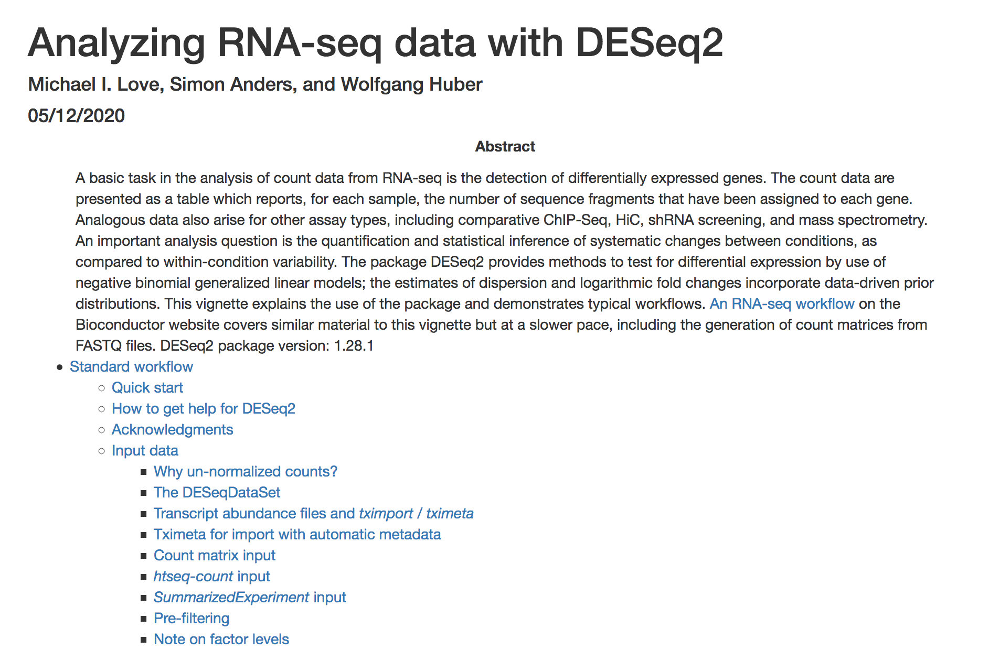 Analyzing RNA-seq data with DESeq2
Michael I. Love, Simon Anders, and Wolfgang Huber
05/12/2020
Abstract
A basic task in the analysis of count data from RNA-seq is the detection of differentially expressed genes. The count data are
presented as a table which reports, for each sample, the number of sequence fragments that have been assigned to each gene.
Analogous data also arise for other assay types, including comparative ChIP-Seq, HiC, shRNA screening, and mass spectrometry.
An important analysis question is the quantification and statistical inference of systematic changes between conditions, as
compared to within-condition variability. The package DESeq2 provides methods to test for differential expression by use of
negative binomial generalized linear models; the estimates of dispersion and logarithmic fold changes incorporate data-driven prior
distributions. This vignette explains the use of the package and demonstrates typical workflows. An RNA-seq workflow on the
Bioconductor website covers similar material to this vignette but at a slower pace, including the generation of count matrices from
FASTQ files. DESeq2 package version: 1.28.1
Standard workflow
Quick start
How to get help for DESeq2
Acknowledgments
Input data
Why un-normalized counts?
The DESeqDataSet
Transcript abundance files and tximport / tximeta
Tximeta for import with automatic metadata
Count matrix input
htseq-count input
SummarizedExperiment input
Pre-filtering
Note on factor levels